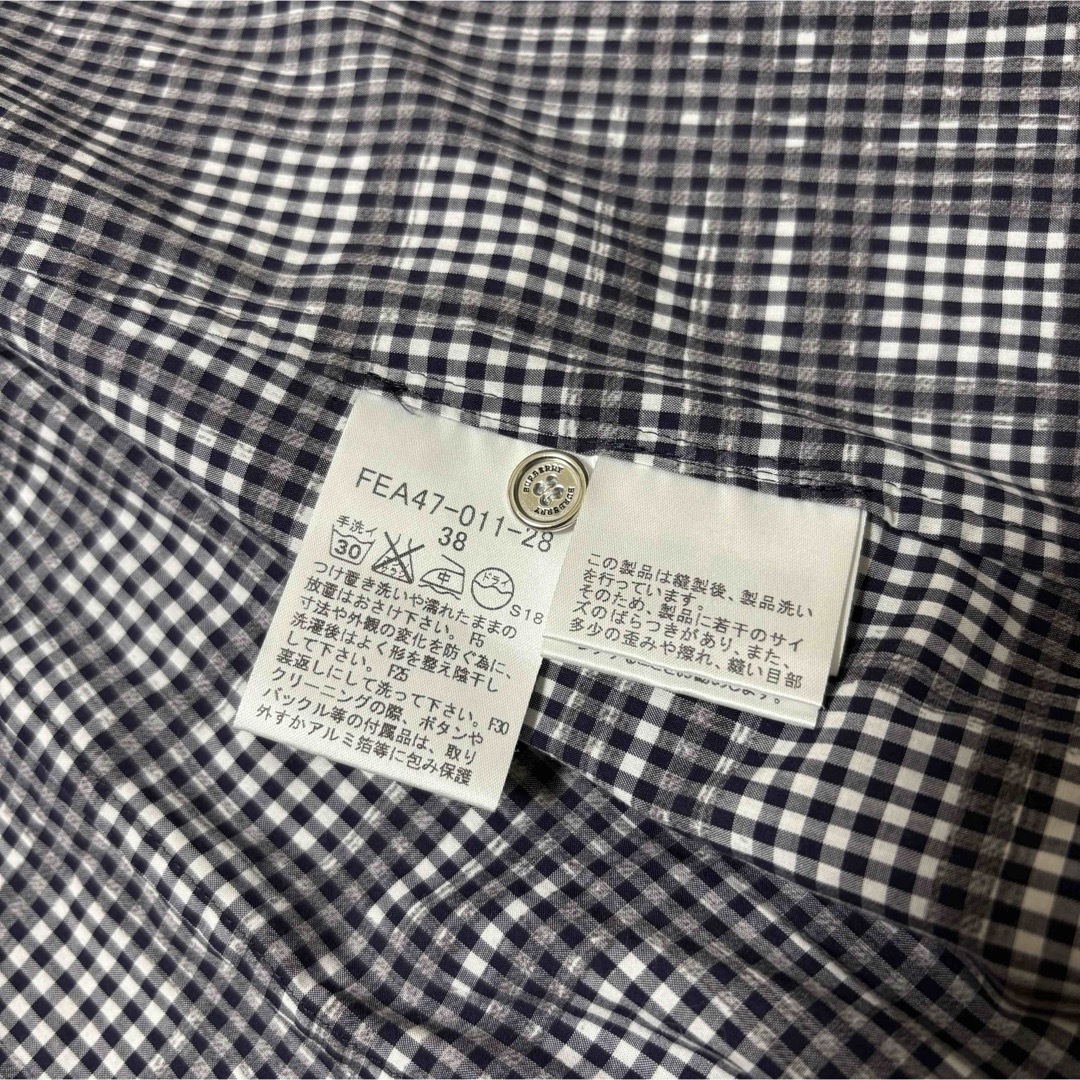 FEA47-011-28
38
手洗イ
30 エンソサラシ 中 ドライ
S18
つけ置き洗いや濡れたままの
放置はおさけ下さい。F5
寸法や外観の変化を防ぐ為に、
洗濯後はよく形を整え陰干し
して下さい。F25
裏返しにして洗って下さい。F30
クリーニングの際、ボタンや
バックル等の付属品は、取り
外すかアルミ箔等に包み保護
BURBERRY
BURBERRY
この製品は縫製後、製品洗い
を行っています。
そのため、製品に若干のサイ
ズのばらつきがあり、また、
多少の歪みや擦れ、縫い目部